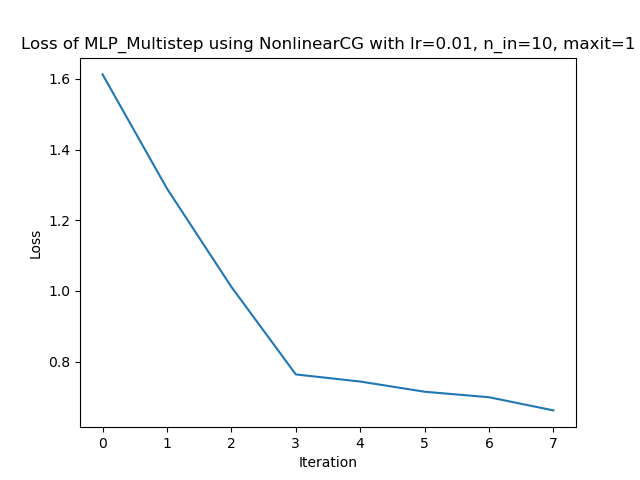 Loss of MLP_Multistep using NonlinearCG with lr=0.01, n_in=10, maxit=1
1.6
1.4
1.2
1.0
0.8
Loss
0 1 2 3 4 5 6 7
Iteration